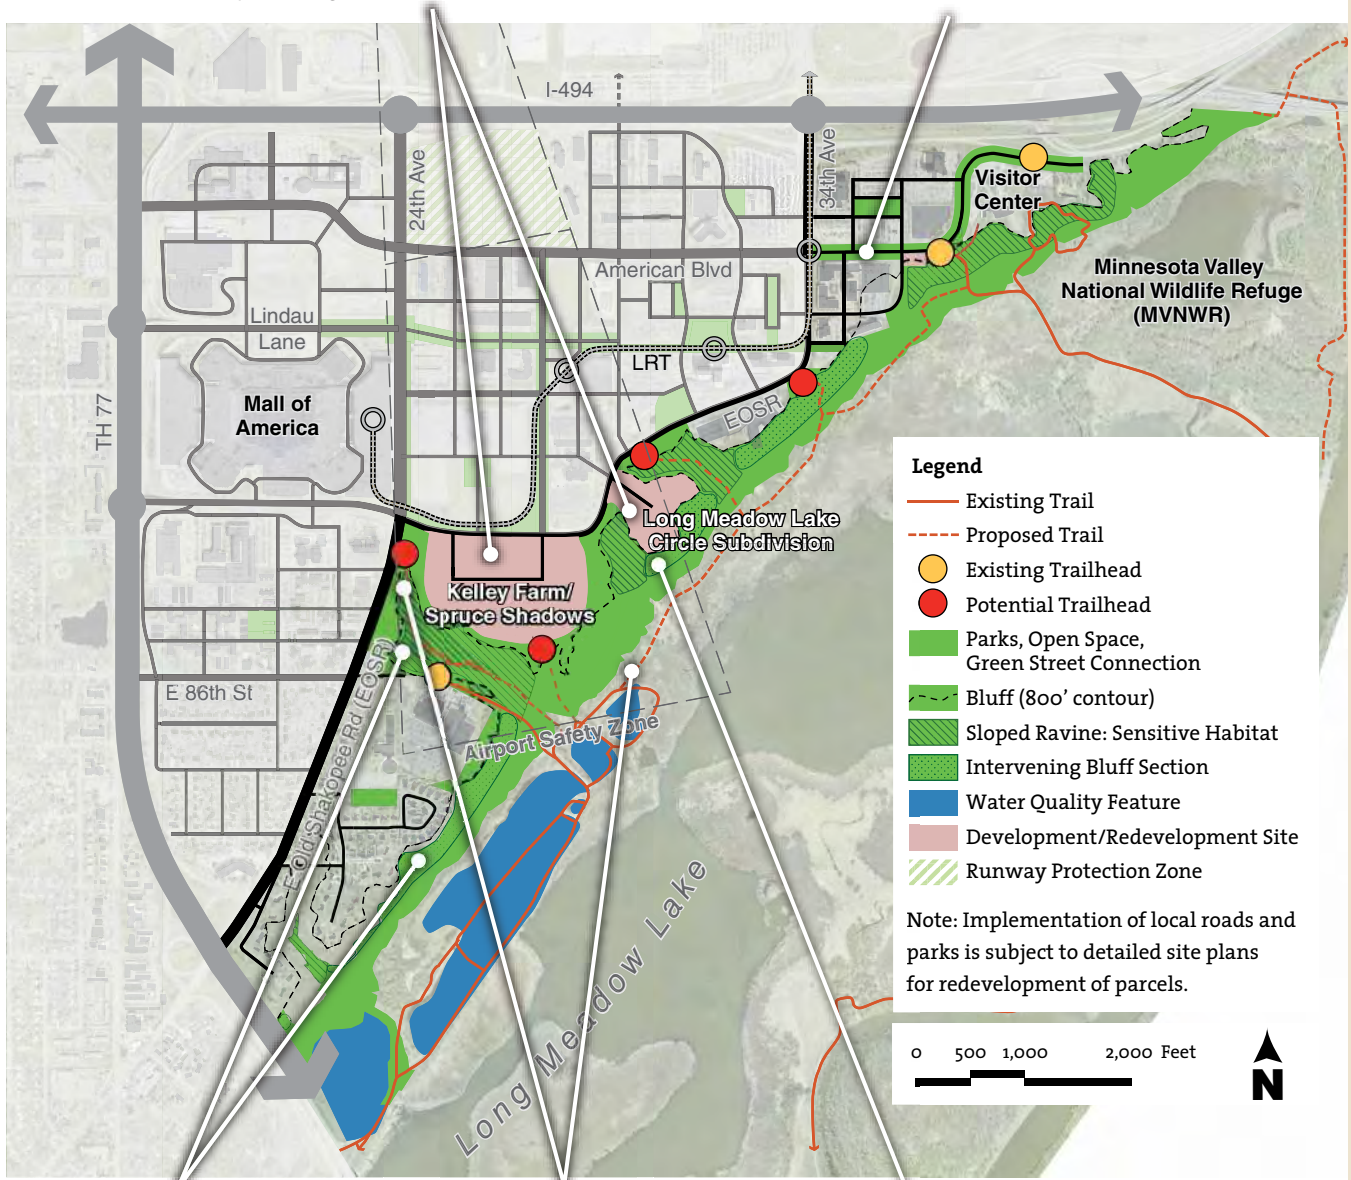 I-494
24th Ave
34th Ave
Visitor
Center
American Blvd
Minnesota Valley
National Wildlife Refuge
(MVNWR)
Lindau
Lane
LRT
TH 77
Mall of
America
EOSR
Long Meadow Lake
Circle Subdivision
Kelley Farm/
Spruce Shadows
E 86th St
E Old Shakopee Rd (EOSR)
Airport Safety Zone
Long Meadow Lake
Legend
Existing Trail
Proposed Trail
Existing Trailhead
Potential Trailhead
Parks, Open Space,
Green Street Connection
Bluff (800’ contour)
Sloped Ravine: Sensitive Habitat
Intervening Bluff Section
Water Quality Feature
Development/Redevelopment Site
Runway Protection Zone
Note: Implementation of local roads and
parks is subject to detailed site plans
for redevelopment of parcels.
0 500 1,000 2,000 Feet
N